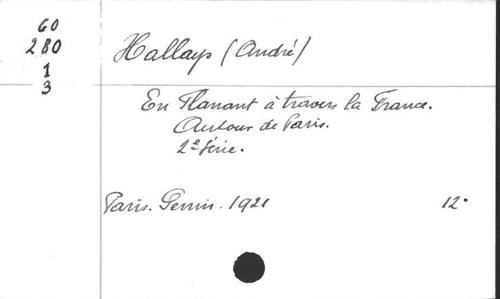 60
280
1
3
Hallays (André)
En Flanant à travers la France.
Autour de Paris.
2e série.
Paris. Perrin. 1921 12°